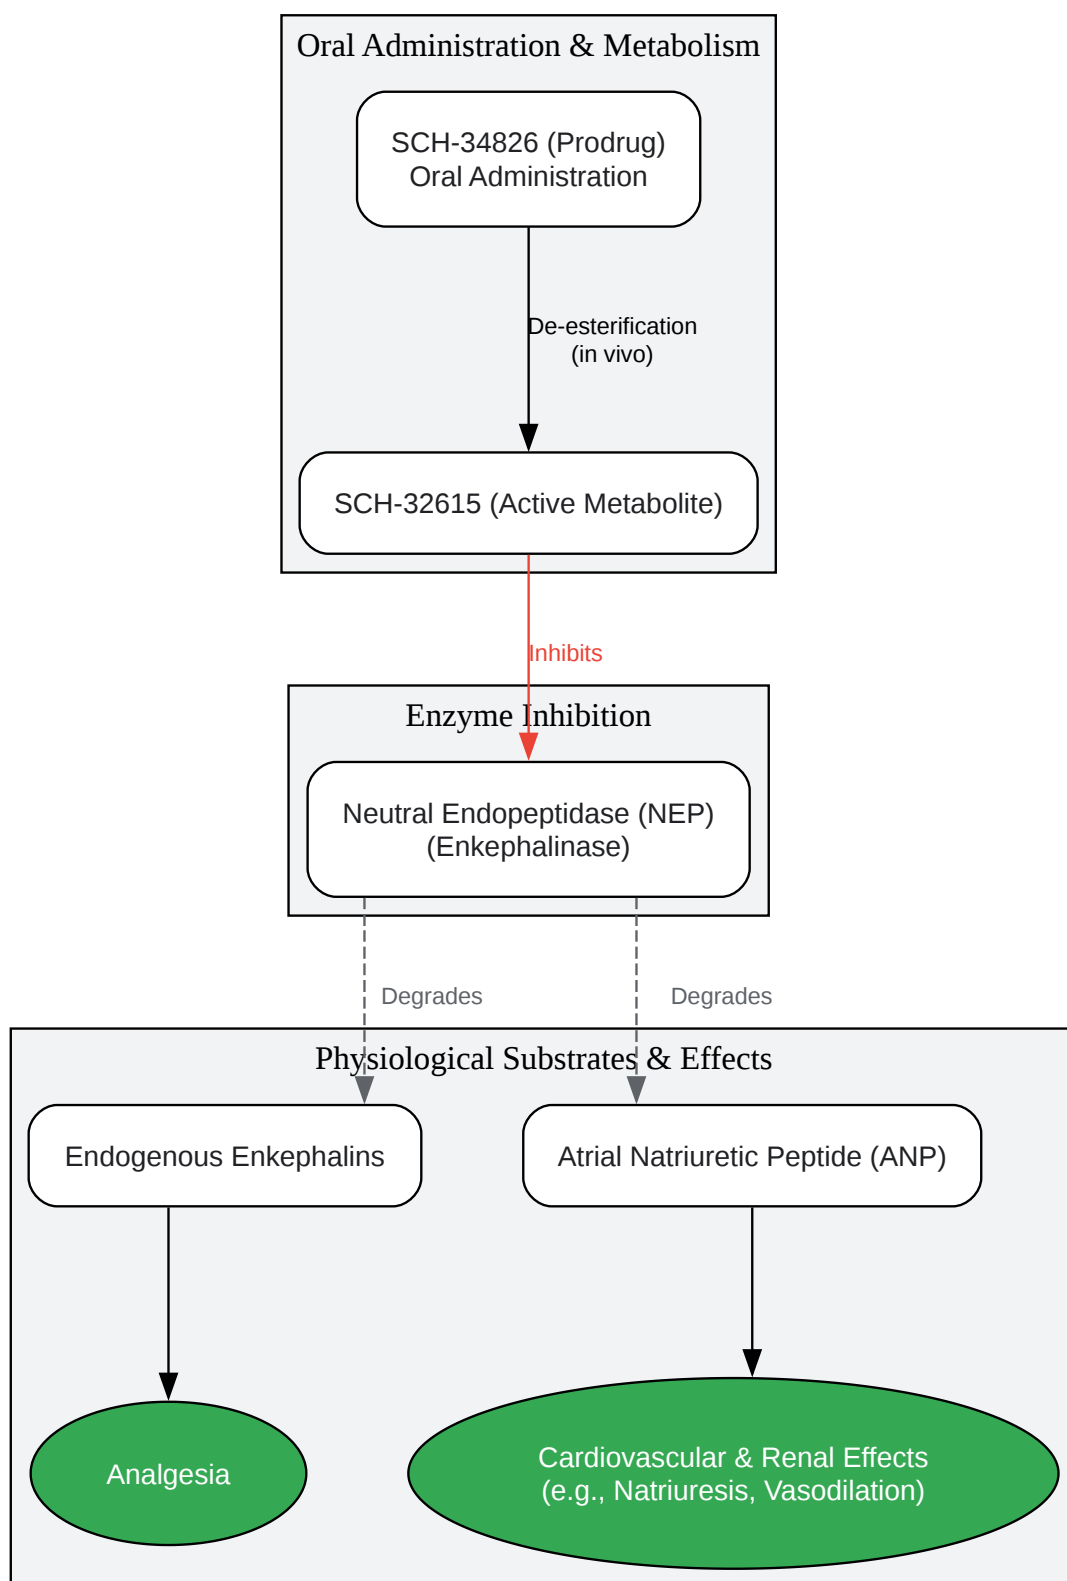 Oral Administration & Metabolism
SCH-34826 (Prodrug)
Oral Administration
De-esterification
(in vivo)
SCH-32615 (Active Metabolite)
Inhibits
Enzyme Inhibition
Neutral Endopeptidase (NEP)
(Enkephalinase)
Degrades
Degrades
Physiological Substrates & Effects
Endogenous Enkephalins
Atrial Natriuretic Peptide (ANP)
Analgesia
Cardiovascular & Renal Effects
(e.g., Natriuresis, Vasodilation)